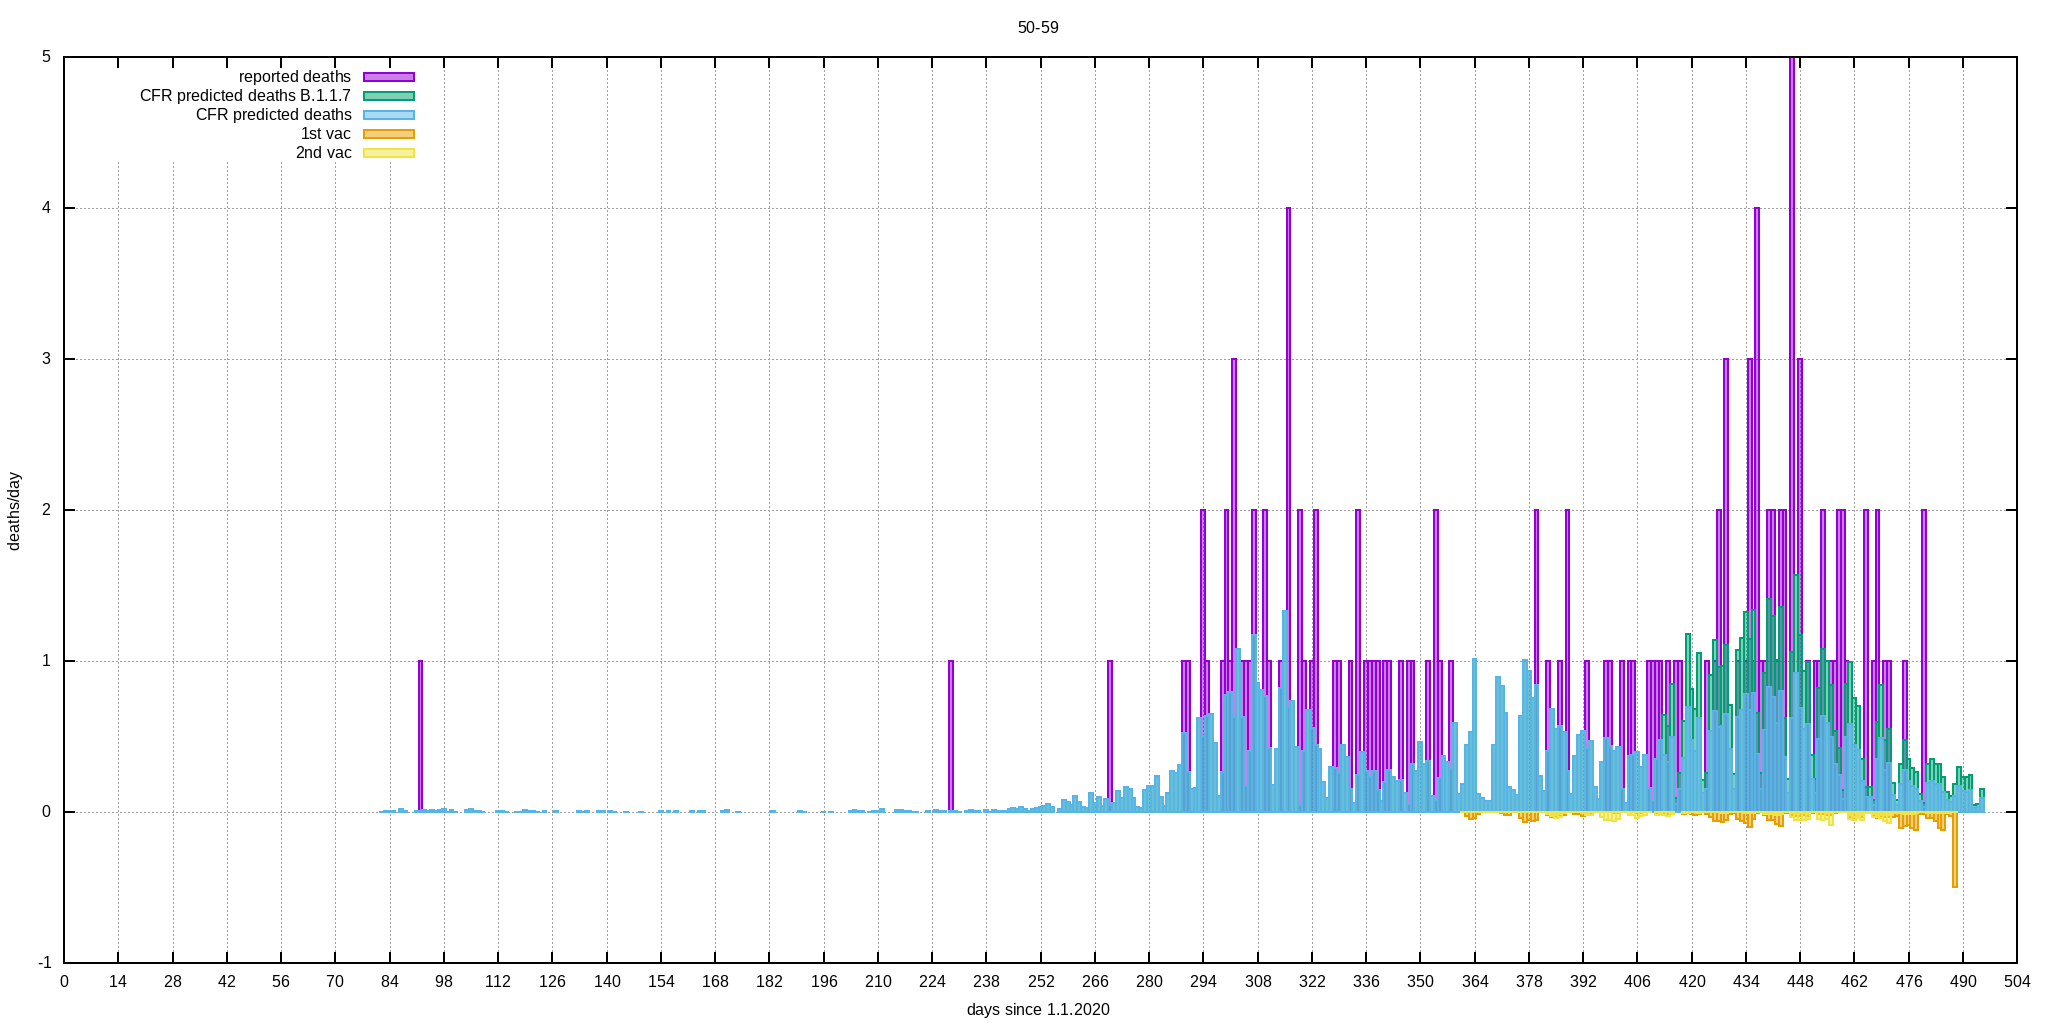 50-59
reported deaths
CFR predicted deaths B.1.1.7
CFR predicted deaths
1st vac
2nd vac
5
4
3
2
1
0
-1
deaths/day
0 14 28 42 56 70 84 98 112 126 140 154 168 182 196 210 224 238 252 266 280 294 308 322 336 350 364 378 392 406 420 434 448 462 476 490 504
days since 1.1.2020